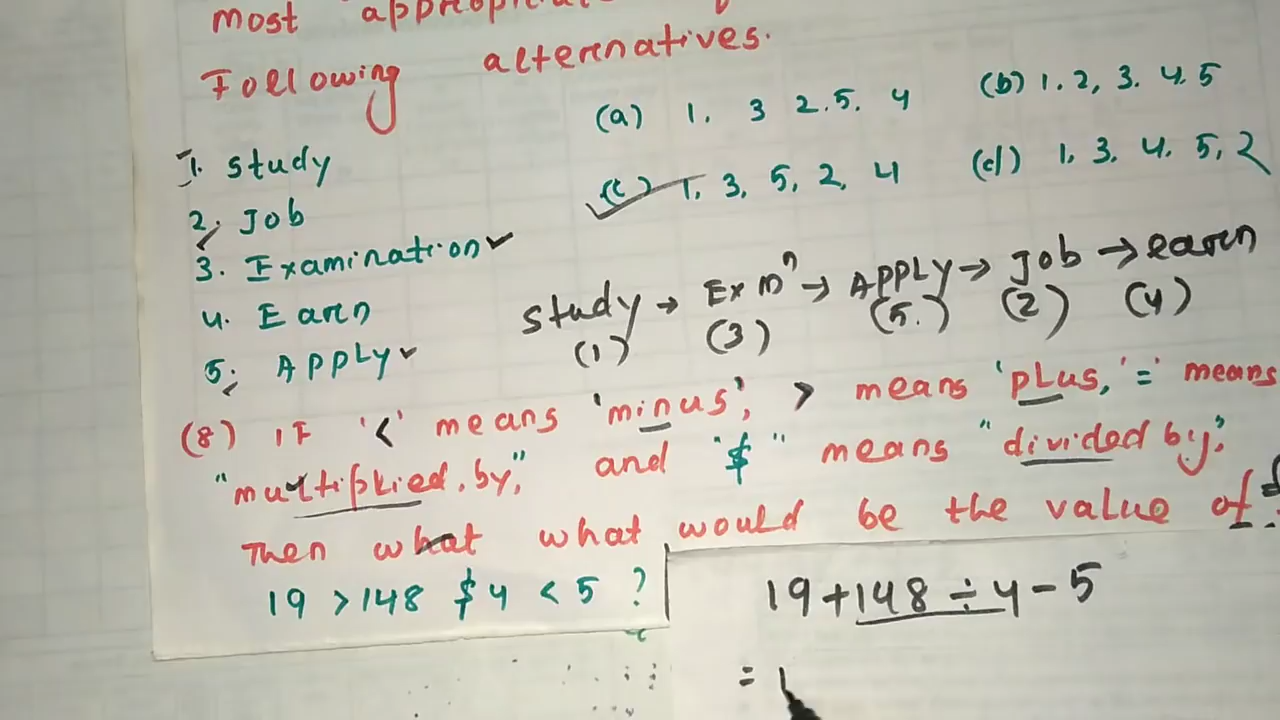 most
Following alternatives.
(a) 1. 3 2.5. 4 (b) 1.2, 3. 4.5
1. study
(c) 1, 3, 5, 2, 4 (d) 1, 3. 4. 5, 2
2. Job
3. Examination
study → Exmⁿ → APPLY → Job → earn
4. Earn
(1) (3) (5.) (2) (4)
5. APPLY
(8) IF '<' means 'minus', > means 'plus,' '=' means
"multiplied.by," and "$" means "divided by."
Then what what would be the value of
19 > 148 $ 4 < 5 ?
19+148 ÷ 4 - 5
= 1